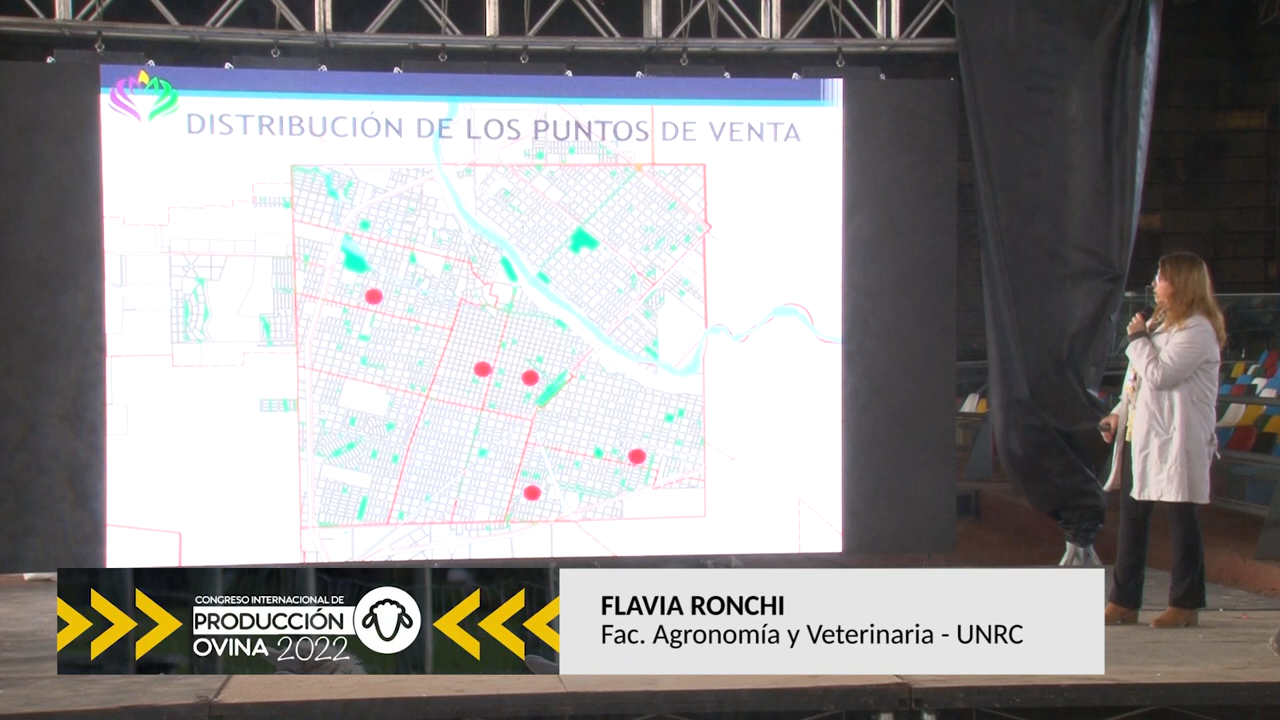 DISTRIBUCIÓN DE LOS PUNTOS DE VENTA
CONGRESO INTERNACIONAL DE
PRODUCCIÓN
OVINA 2022
FLAVIA RONCHI
Fac. Agronomía y Veterinaria - UNRC